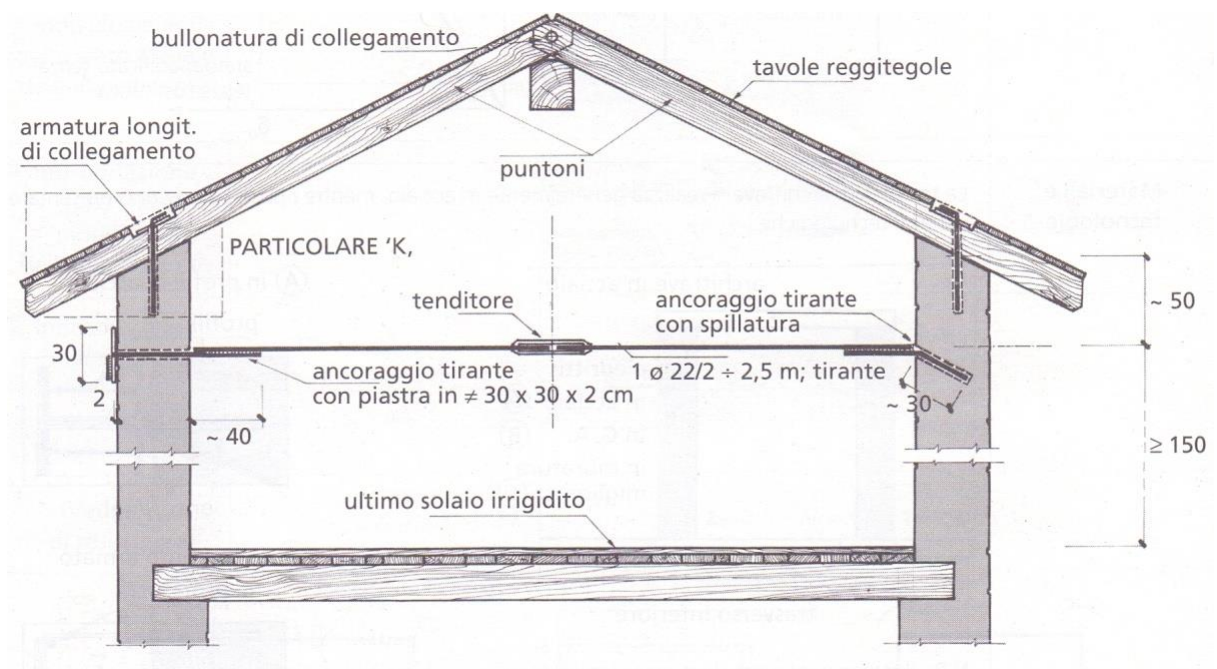 bullonatura di collegamento
tavole reggitegole
armatura longit.
di collegamento
puntoni
PARTICOLARE ‘K,
tenditore
ancoraggio tirante
con spillatura
~ 50
30
ancoraggio tirante
con piastra in ≠ 30 x 30 x 2 cm
1 ø 22/2 ÷ 2,5 m; tirante
2
~ 30
~ 40
≥ 150
ultimo solaio irrigidito